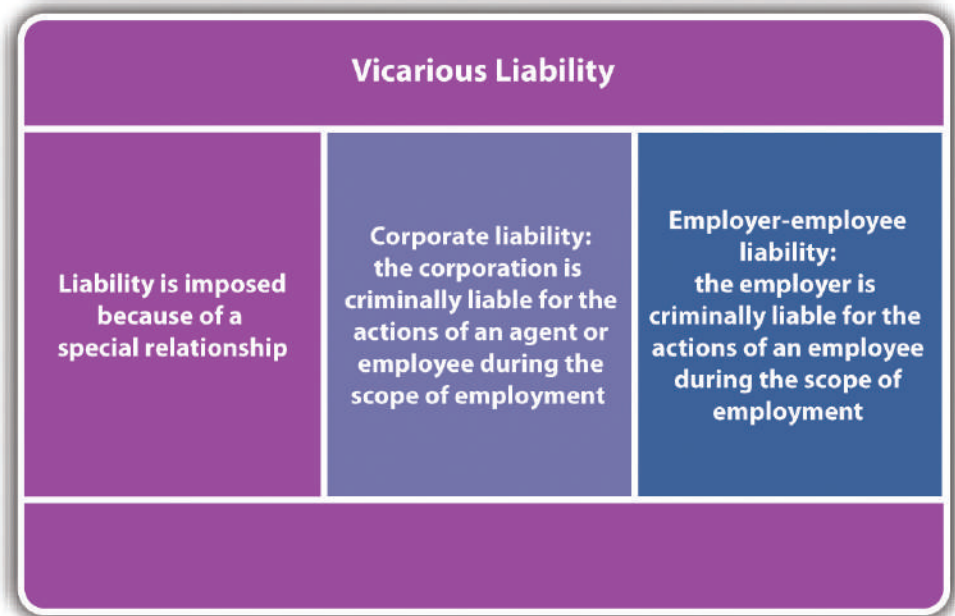 Vicarious Liability
Liability is imposed
because of a
special relationship
Corporate liability:
the corporation is
criminally liable for the
actions of an agent or
employee during the
scope of employment
Employer-employee
liability:
the employer is
criminally liable for the
actions of an employee
during the scope of
employment